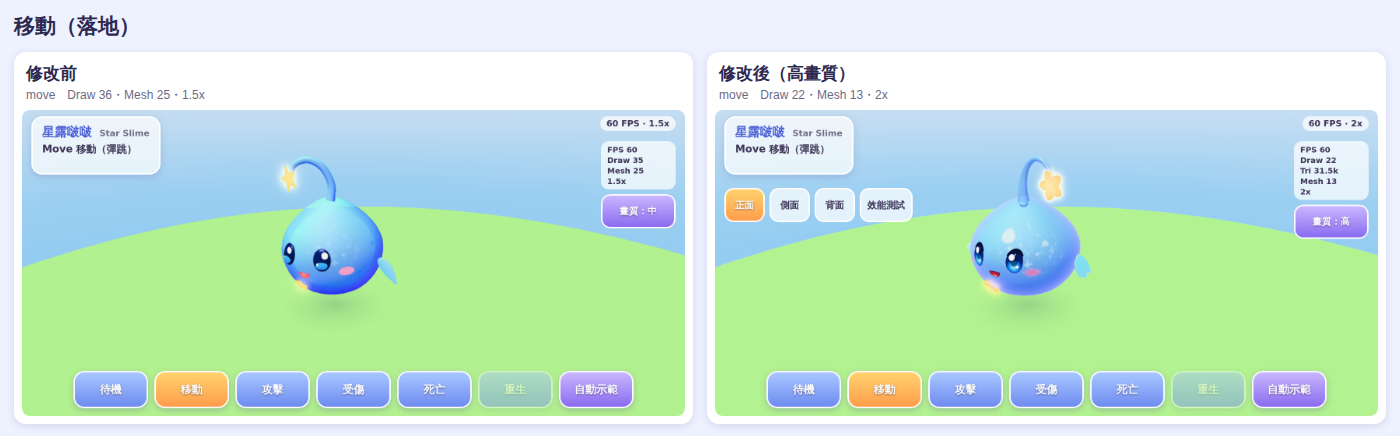 移動（落地）
修改前
move Draw 36・Mesh 25・1.5x
星露啵啵 Star Slime
Move 移動（彈跳）
60 FPS · 1.5x
FPS 60
Draw 35
Mesh 25
1.5x
畫質：中
待機 移動 攻擊 受傷 死亡 重生 自動示範
修改後（高畫質）
move Draw 22・Mesh 13・2x
星露啵啵 Star Slime
Move 移動（彈跳）
正面 側面 背面 效能測試
60 FPS · 2x
FPS 60
Draw 22
Tri 31.5k
Mesh 13
2x
畫質：高
待機 移動 攻擊 受傷 死亡 重生 自動示範